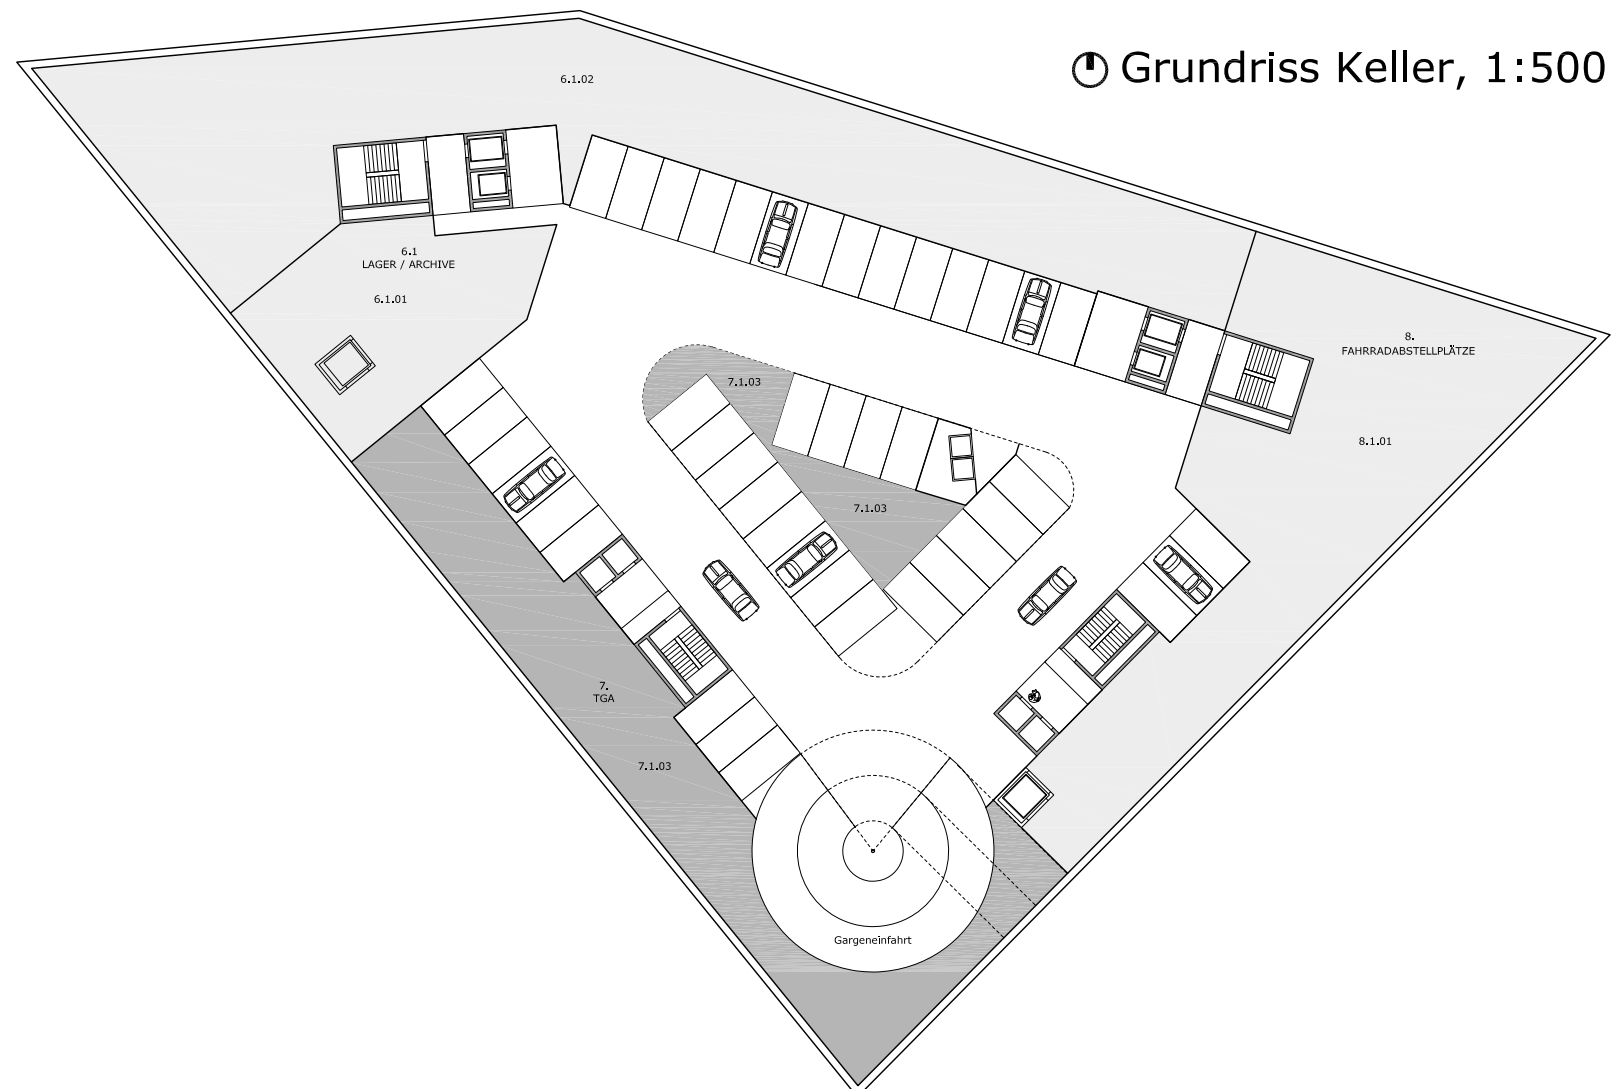 Grundriss Keller, 1:500
6.1.02
6.1
LAGER / ARCHIVE
6.1.01
8.
FAHRRADABSTELLPLÄTZE
7.1.03
8.1.01
7.1.03
7.
TGA
7.1.03
Gargeneinfahrt